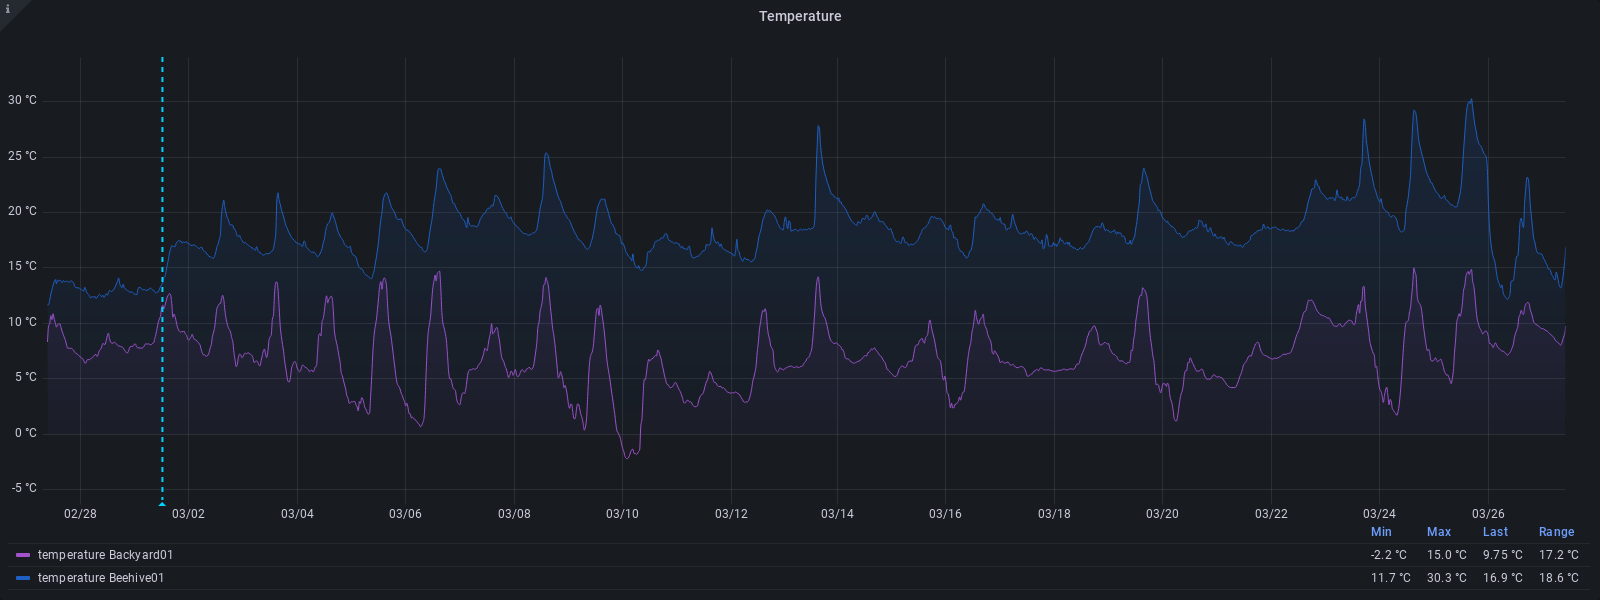 i
Temperature
30 °C
25 °C
20 °C
15 °C
10 °C
5 °C
0 °C
-5 °C
02/28 03/02 03/04 03/06 03/08 03/10 03/12 03/14 03/16 03/18 03/20 03/22 03/24 03/26
Min Max Last Range
temperature Backyard01 -2.2 °C 15.0 °C 9.75 °C 17.2 °C
temperature Beehive01 11.7 °C 30.3 °C 16.9 °C 18.6 °C